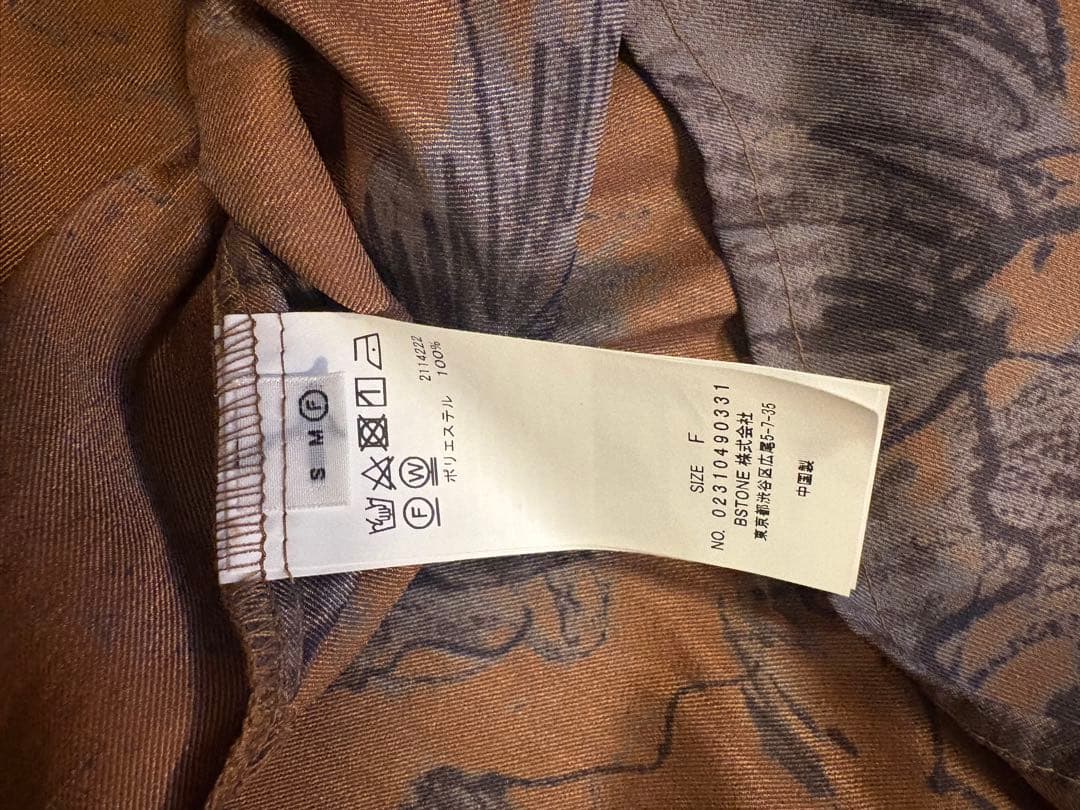 S M F
2114222
F W
ポリエステル 100%
SIZE F
NO. 02310490331
BSTONE 株式会社
東京都渋谷区広尾5-7-35
中国製